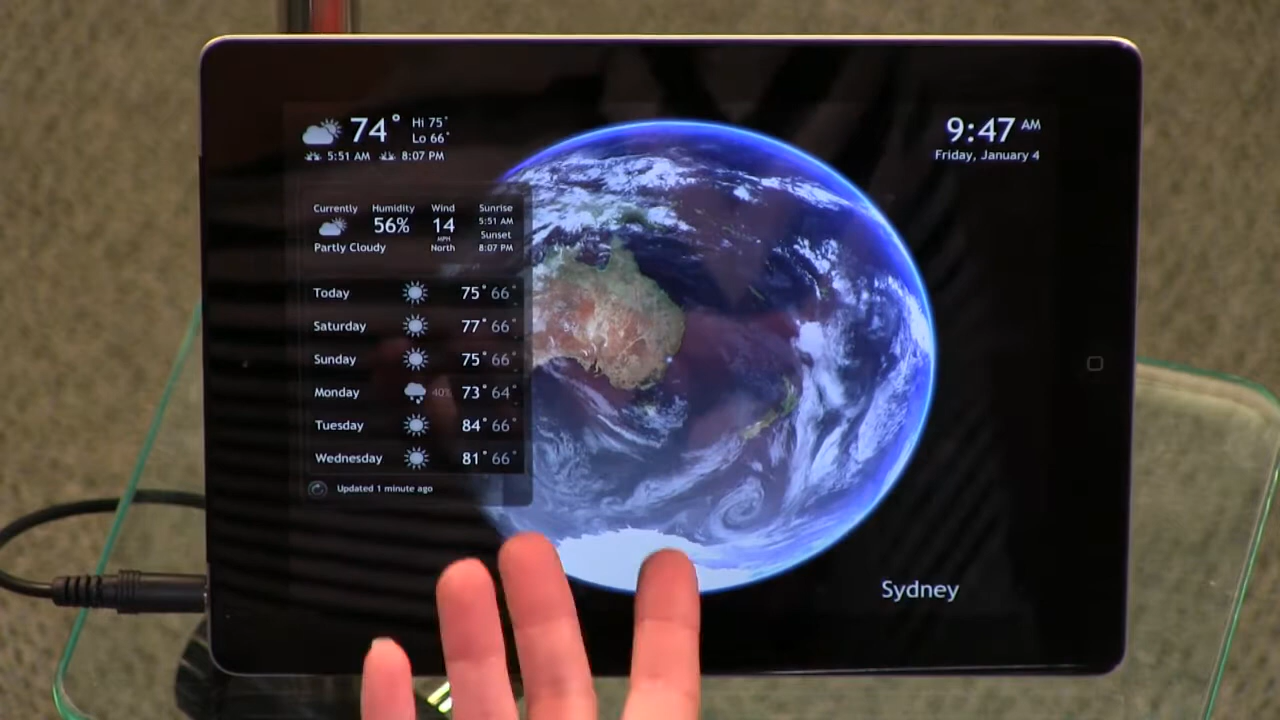 74° Hi 75°
Lo 66°
5:51 AM 8:07 PM
9:47 AM
Friday, January 4
Currently Humidity Wind Sunrise
56% 14 5:51 AM
MPH Sunset
Partly Cloudy North 8:07 PM
Today 75° 66°
Saturday 77° 66°
Sunday 75° 66°
Monday 40% 73° 64°
Tuesday 84° 66°
Wednesday 81° 66°
Updated 1 minute ago
Sydney